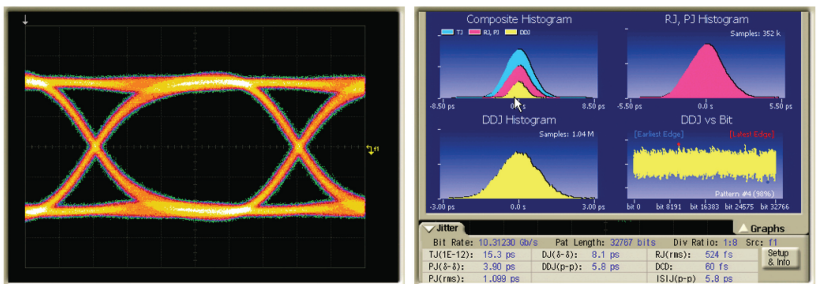 f1
Composite Histogram
TJ RJ, PJ DDJ
-8.50 ps 0.0 s 8.50 ps
RJ, PJ Histogram
Samples: 352 k
-5.50 ps 0.0 s 5.50 ps
DDJ Histogram
Samples: 1.04 M
-3.00 ps 0.0 s 3.00 ps
DDJ vs Bit
[Earliest Edge] [Latest Edge]
Pattern #4 (98%)
bit 0 bit 8191 bit 16383 bit 24575 bit 32766
Jitter Graphs
Bit Rate: 10.31230 Gb/s Pat Length: 32767 bits Div Ratio: 1:8 Src: f1
TJ(1E-12): 15.3 ps DJ(δ-δ): 8.1 ps RJ(rms): 524 fs
PJ(δ-δ): 3.90 ps DDJ(p-p): 5.8 ps DCD: 60 fs
PJ(rms): 1.099 ps ISI(p-p) 5.8 ps
Setup
& Info